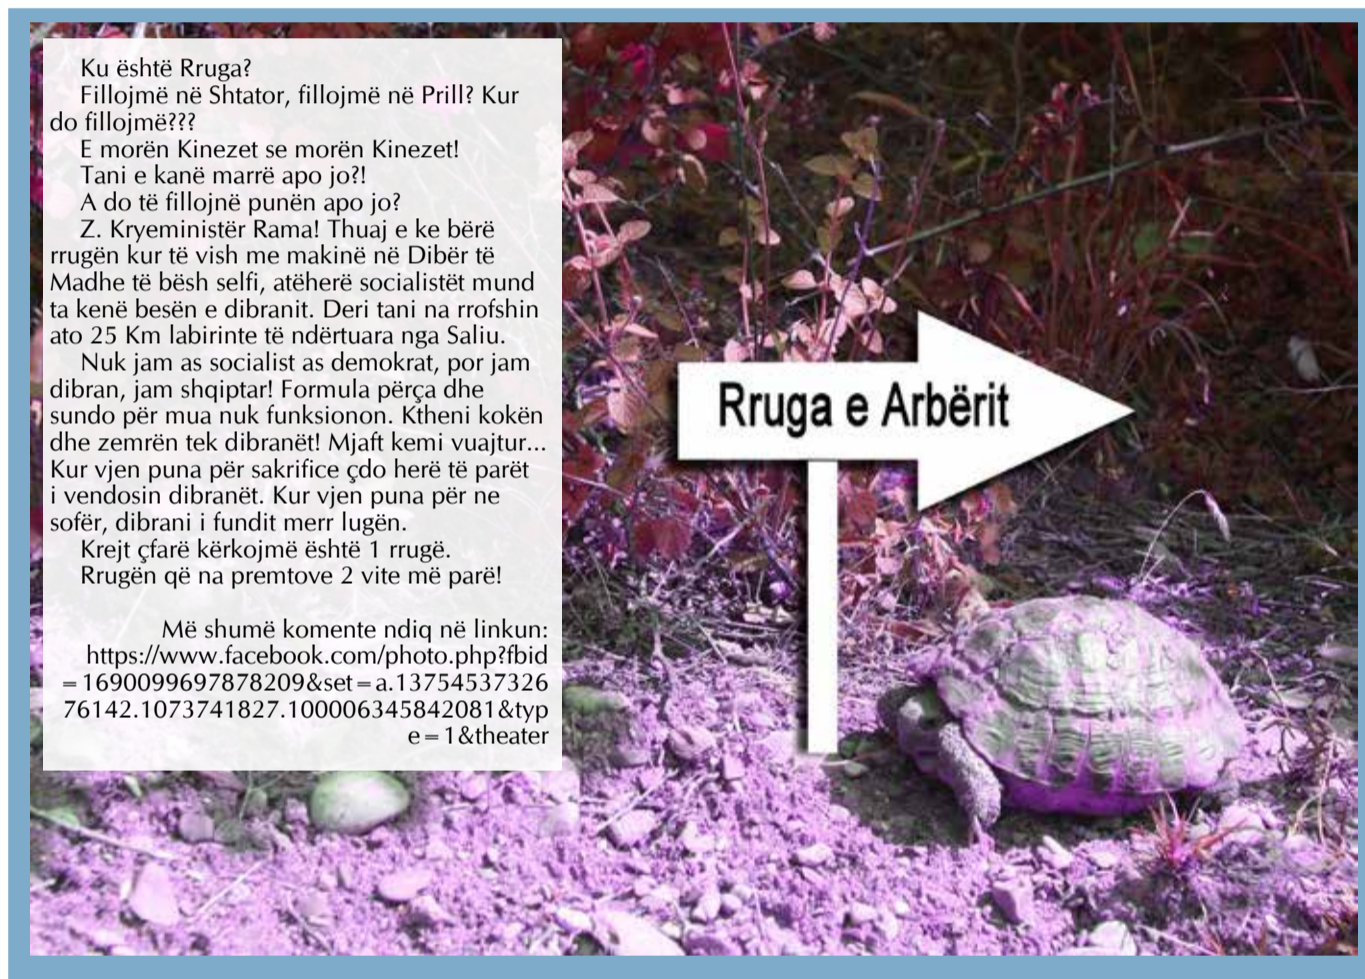 Ku është Rruga?
Fillojmë në Shtator, fillojmë në Prill? Kur
do fillojmë???
E morën Kinezet se morën Kinezet!
Tani e kanë marrë apo jo?!
A do të fillojnë punën apo jo?
Z. Kryeministër Rama! Thuaj e ke bërë
rrugën kur të vish me makinë në Dibër të
Madhe të bësh selfi, atëherë socialistët mund
ta kenë besën e dibranit. Deri tani na rrofshin
ato 25 Km labirinte të ndërtuara nga Saliu.
Nuk jam as socialist as demokrat, por jam
dibran, jam shqiptar! Formula përça dhe
sundo për mua nuk funksionon. Ktheni kokën
dhe zemrën tek dibranët! Mjaft kemi vuajtur...
Kur vjen puna për sakrifice çdo herë të parët
i vendosin dibranët. Kur vjen puna për ne
sofër, dibrani i fundit merr lugën.
Krejt çfarë kërkojmë është 1 rrugë.
Rrugën që na premtove 2 vite më parë!
Më shumë komente ndiq në linkun:
https://www.facebook.com/photo.php?fbid
=1690099697878209&set=a.13754537326
76142.1073741827.100006345842081&typ
e=1&theater
Rruga e Arbërit